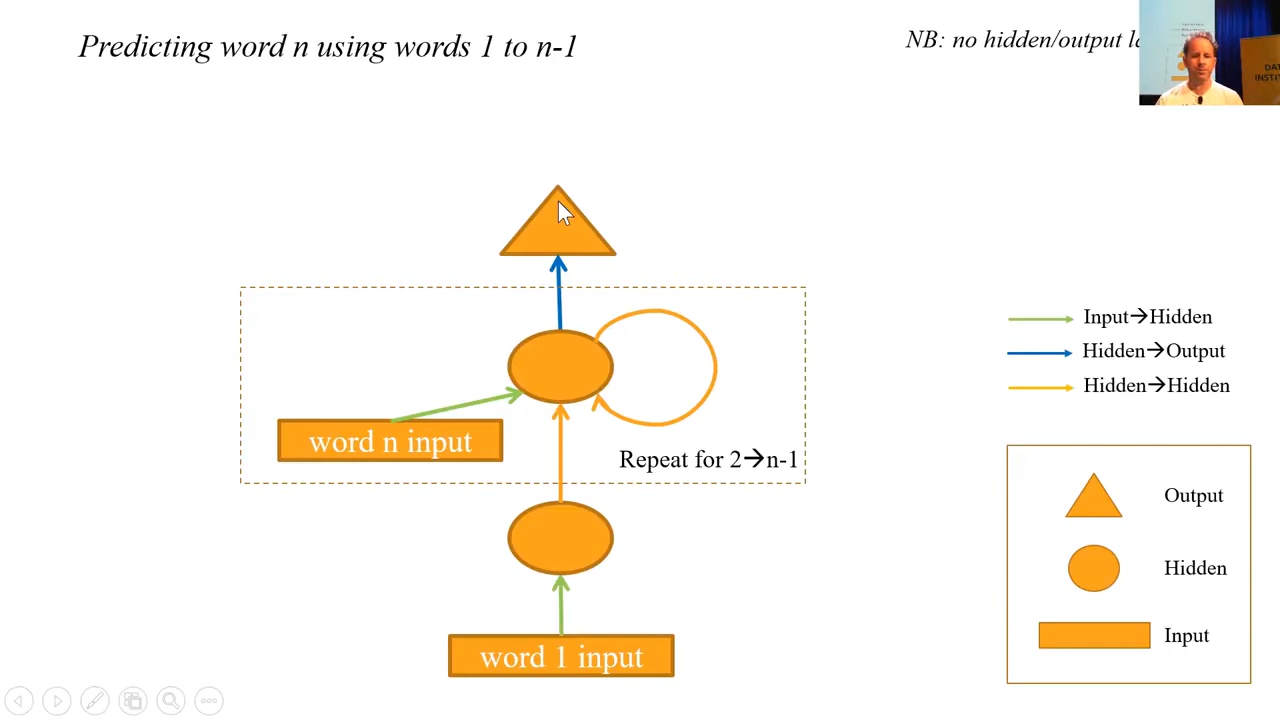 Predicting word n using words 1 to n-1
NB: no hidden/output
Input→Hidden
Hidden→Output
Hidden→Hidden
word n input
Repeat for 2→n-1
word 1 input
Output
Hidden
Input